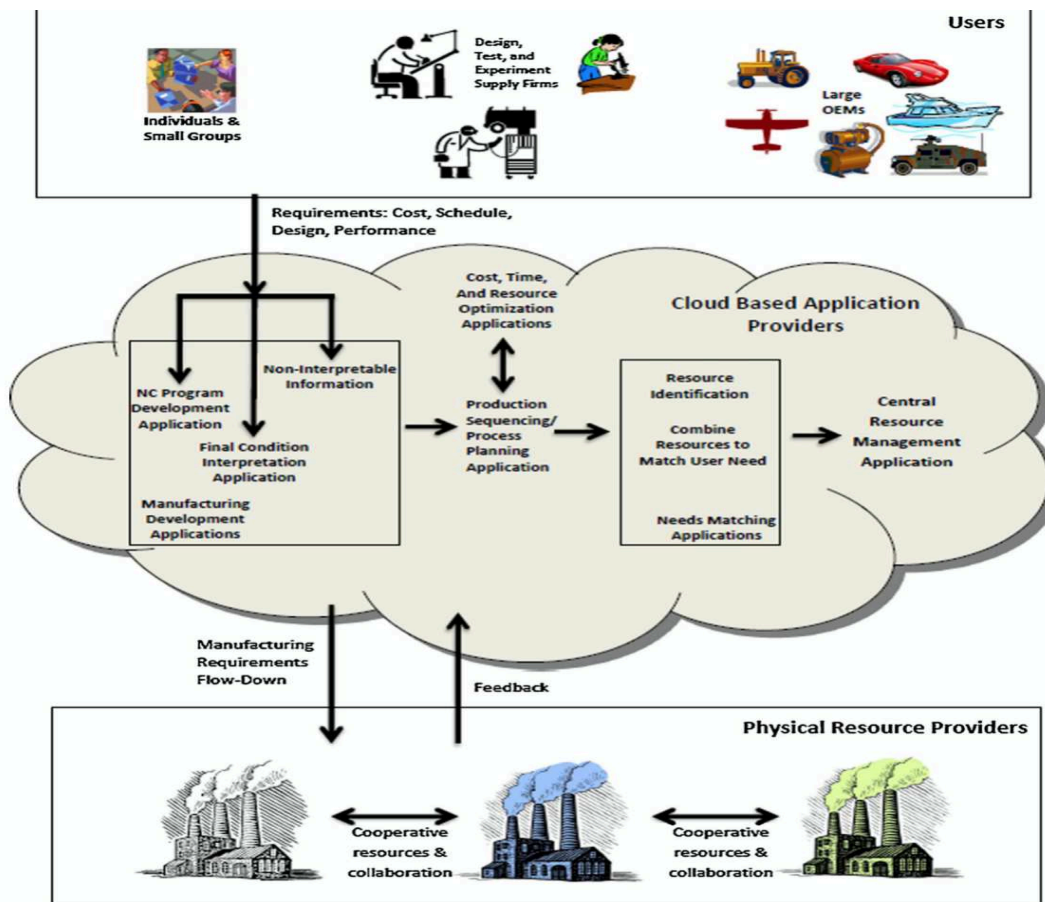 Users
Design,
Test, and
Experiment
Supply Firms
Individuals &
Small Groups
Large
OEMs
Requirements: Cost, Schedule,
Design, Performance
Cost, Time,
And Resource
Optimization
Applications
Cloud Based Application
Providers
Non-Interpretable
Information
NC Program
Development
Application
Final Condition
Interpretation
Application
Manufacturing
Development
Applications
Production
Sequencing/
Process
Planning
Application
Resource
Identification
Combine
Resources to
Match User Need
Needs Matching
Applications
Central
Resource
Management
Application
Manufacturing
Requirements
Flow-Down
Feedback
Physical Resource Providers
Cooperative
resources &
collaboration
Cooperative
resources &
collaboration